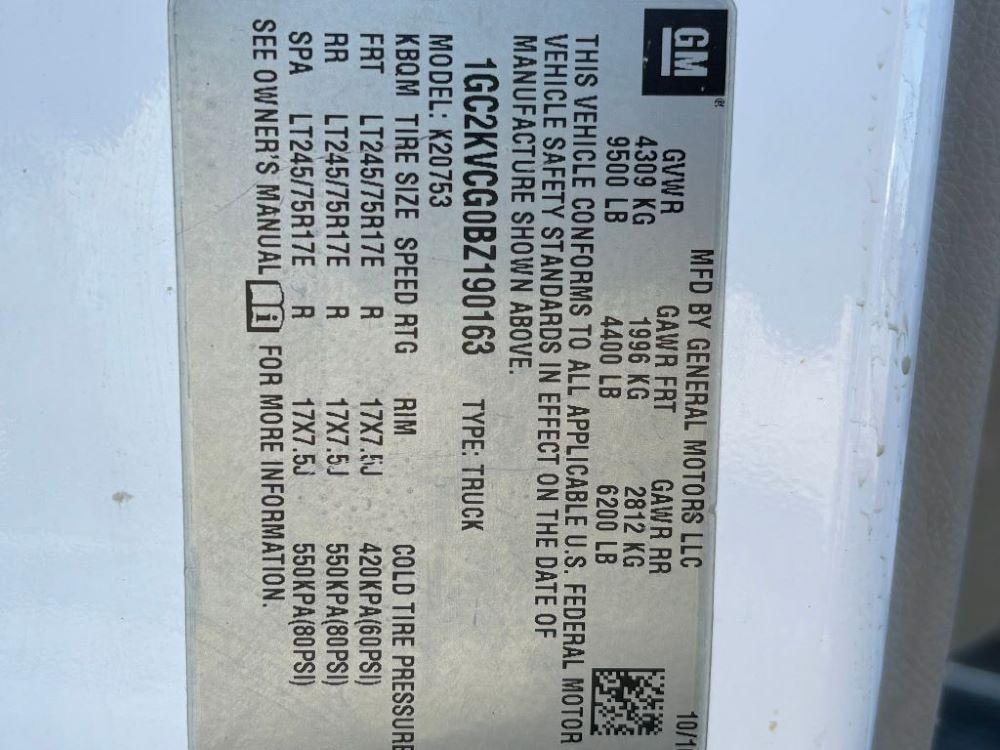 GM
MFD BY GENERAL MOTORS LLC
GVWR GAWR FRT GAWR RR
4309 KG 1996 KG 2812 KG
9500 LB 4400 LB 6200 LB
THIS VEHICLE CONFORMS TO ALL APPLICABLE U.S. FEDERAL MOTOR
VEHICLE SAFETY STANDARDS IN EFFECT ON THE DATE OF
MANUFACTURE SHOWN ABOVE.
1GC2KVCG0BZ190163 TYPE: TRUCK
MODEL: K20753
KBQM TIRE SIZE SPEED RTG RIM COLD TIRE PRESSURE
FRT LT245/75R17E R 17X7.5J 420KPA(60PSI)
RR LT245/75R17E R 17X7.5J 550KPA(80PSI)
SPA LT245/75R17E R 17X7.5J 550KPA(80PSI)
SEE OWNER'S MANUAL i FOR MORE INFORMATION.